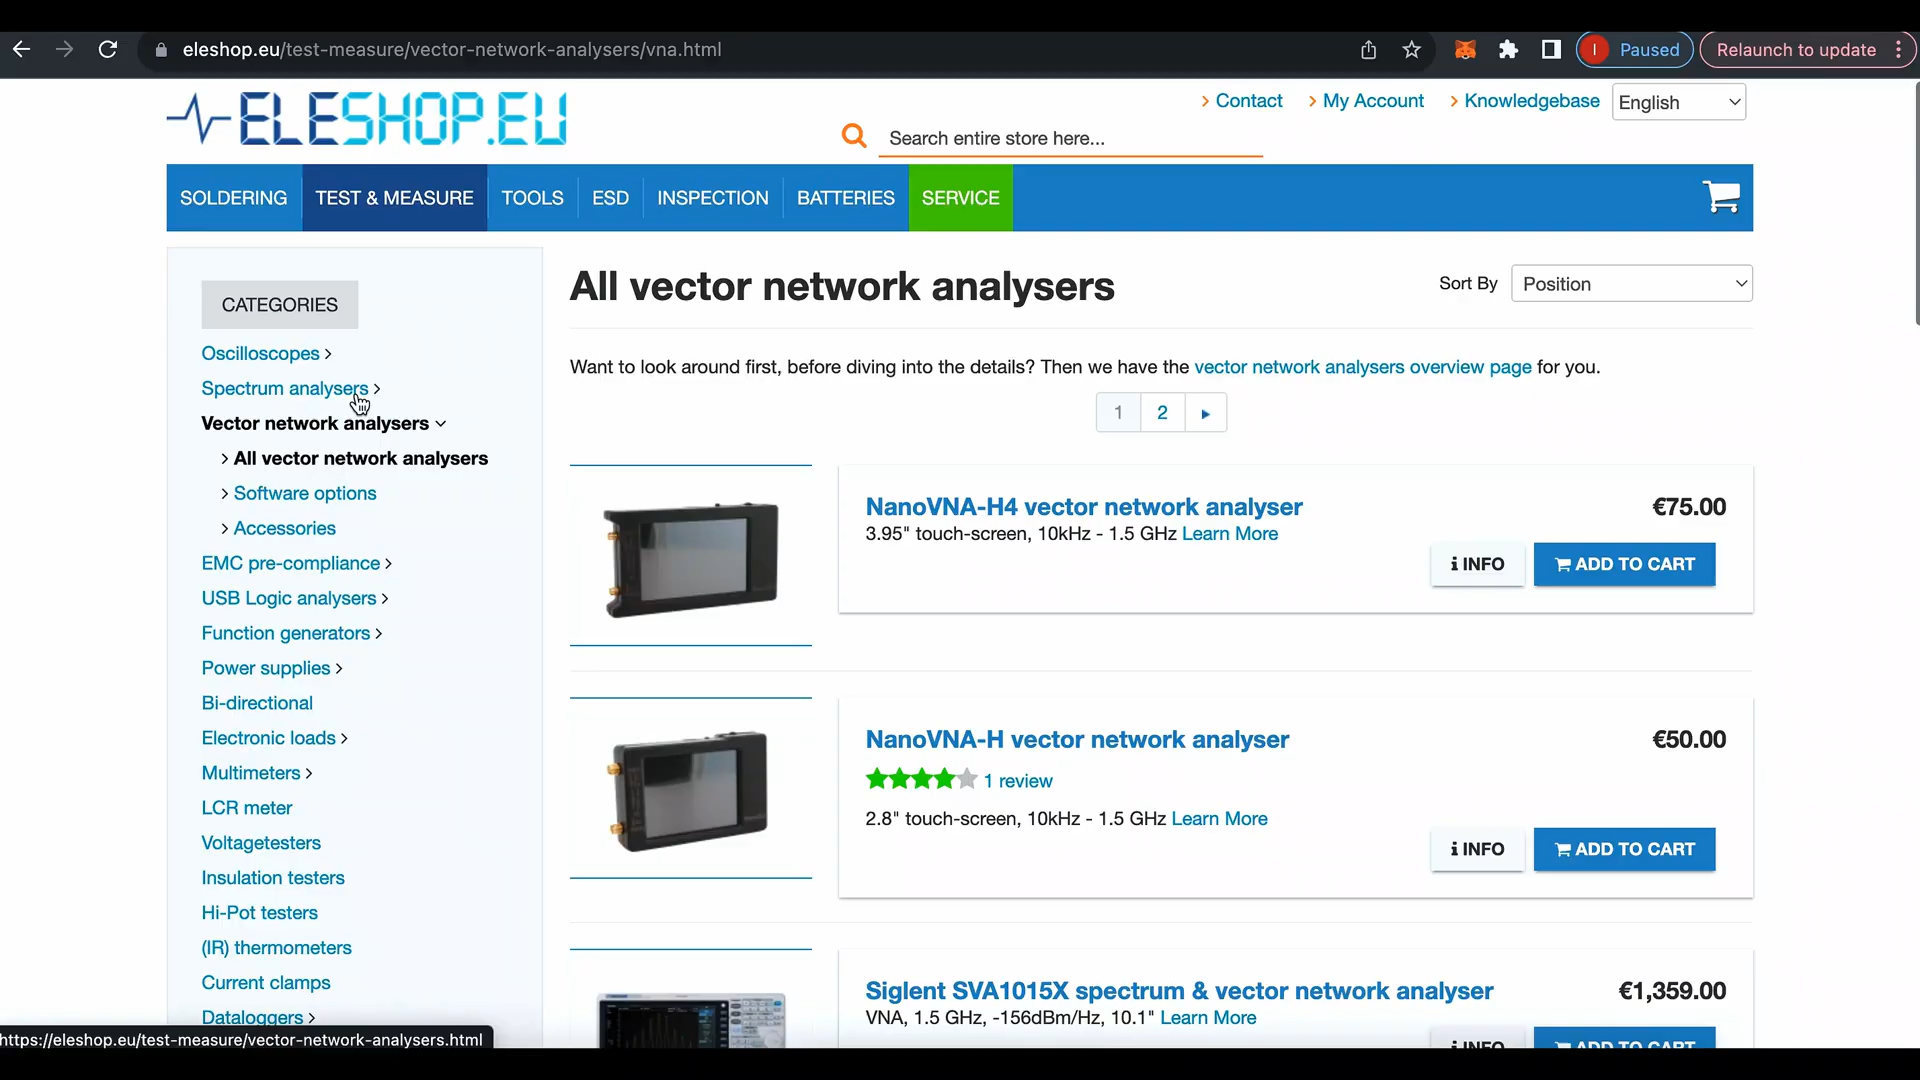 eleshop.eu/test-measure/vector-network-analysers/vna.html
I Paused
Relaunch to update
ELESHOP.EU
Contact
My Account
Knowledgebase
English
Search entire store here...
SOLDERING
TEST & MEASURE
TOOLS
ESD
INSPECTION
BATTERIES
SERVICE
CATEGORIES
Oscilloscopes
Spectrum analysers
Vector network analysers
All vector network analysers
Software options
Accessories
EMC pre-compliance
USB Logic analysers
Function generators
Power supplies
Bi-directional
Electronic loads
Multimeters
LCR meter
Voltagetesters
Insulation testers
Hi-Pot testers
(IR) thermometers
Current clamps
Dataloggers
All vector network analysers
Sort By
Position
Want to look around first, before diving into the details? Then we have the vector network analysers overview page for you.
1
2
NanoVNA-H4 vector network analyser
€75.00
3.95" touch-screen, 10kHz - 1.5 GHz Learn More
INFO
ADD TO CART
NanoVNA-H vector network analyser
€50.00
1 review
2.8" touch-screen, 10kHz - 1.5 GHz Learn More
INFO
ADD TO CART
Siglent SVA1015X spectrum & vector network analyser
€1,359.00
VNA, 1.5 GHz, -156dBm/Hz, 10.1" Learn More
INFO
ADD TO CART
https://eleshop.eu/test-measure/vector-network-analysers.html